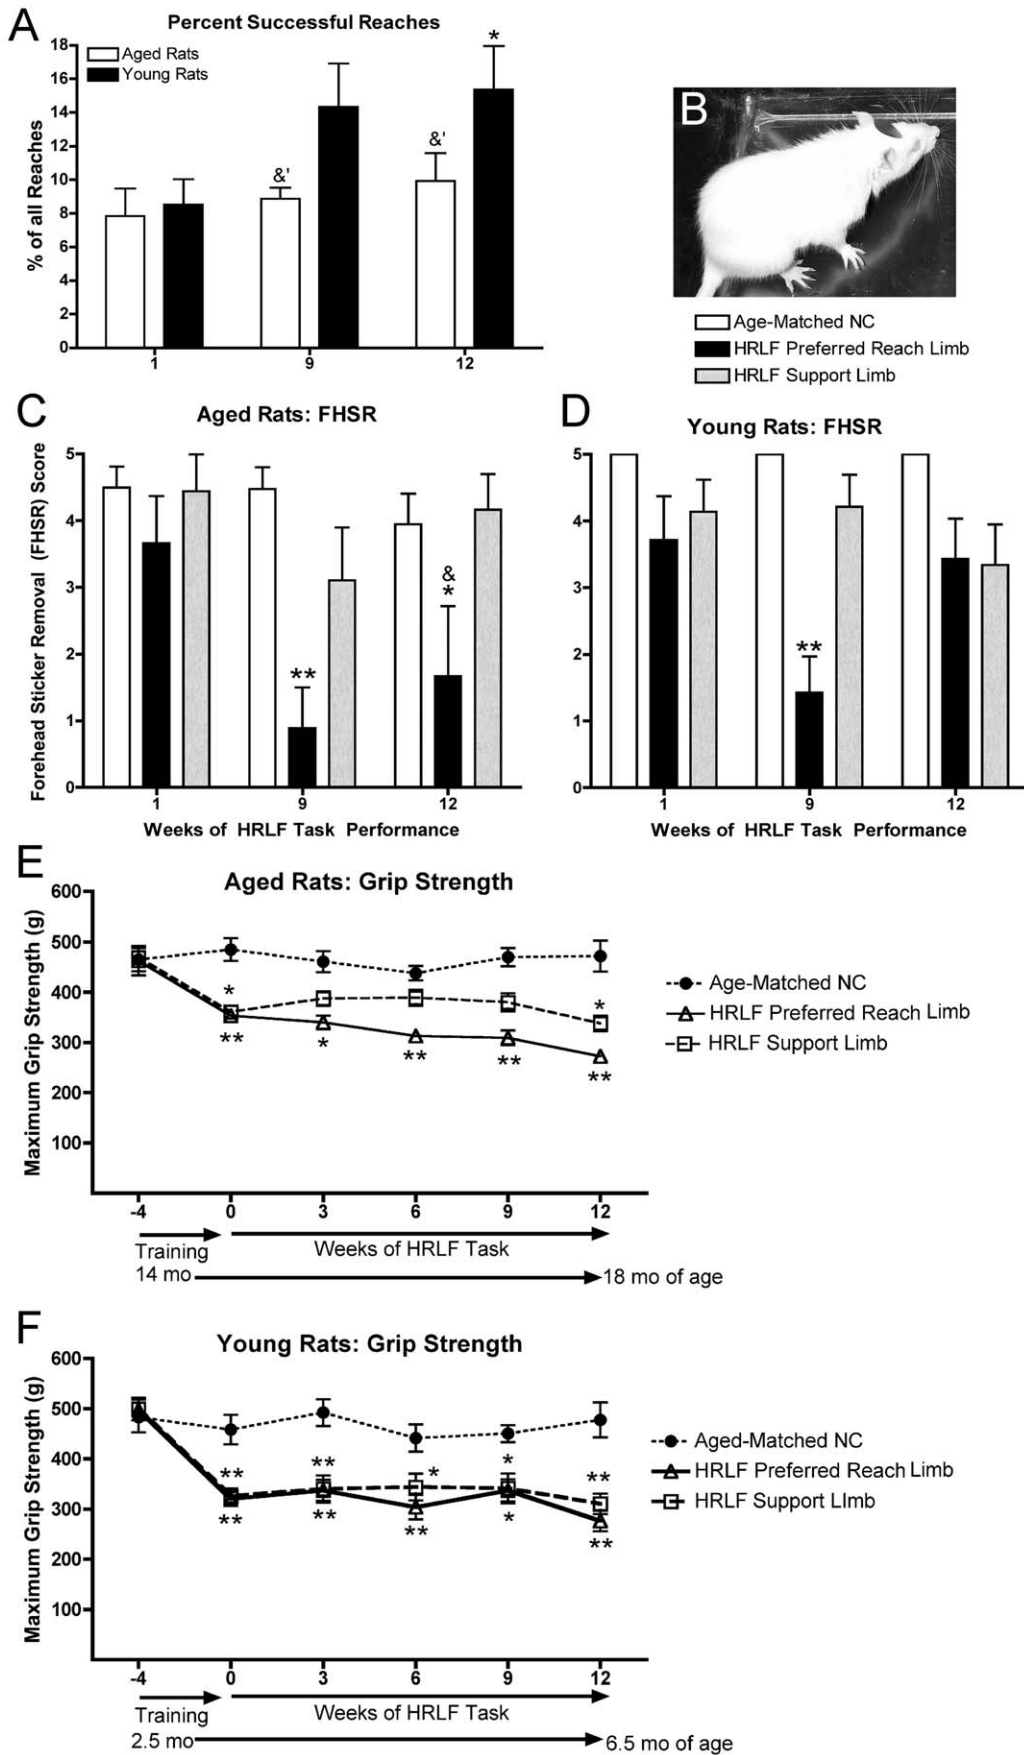 A
Percent Successful Reaches
% of all Reaches
18
16
14
12
10
8
6
4
2
0
Aged Rats
Young Rats
&'
&'
*
1 9 12
B
Age-Matched NC
HRLF Preferred Reach Limb
HRLF Support Limb
C
Aged Rats: FHSR
Forehead Sticker Removal (FHSR) Score
5
4
3
2
1
0
**
&
*
1 9 12
Weeks of HRLF Task Performance
D
Young Rats: FHSR
5
4
3
2
1
0
**
1 9 12
Weeks of HRLF Task Performance
E
Aged Rats: Grip Strength
Maximum Grip Strength (g)
600
500
400
300
200
100
* *
** * ** ** **
Age-Matched NC
HRLF Preferred Reach Limb
HRLF Support Limb
-4 0 3 6 9 12
Training Weeks of HRLF Task
14 mo 18 mo of age
F
Young Rats: Grip Strength
Maximum Grip Strength (g)
600
500
400
300
200
100
** ** * * **
** ** ** * **
Aged-Matched NC
HRLF Preferred Reach Limb
HRLF Support LImb
-4 0 3 6 9 12
Training Weeks of HRLF Task
2.5 mo 6.5 mo of age